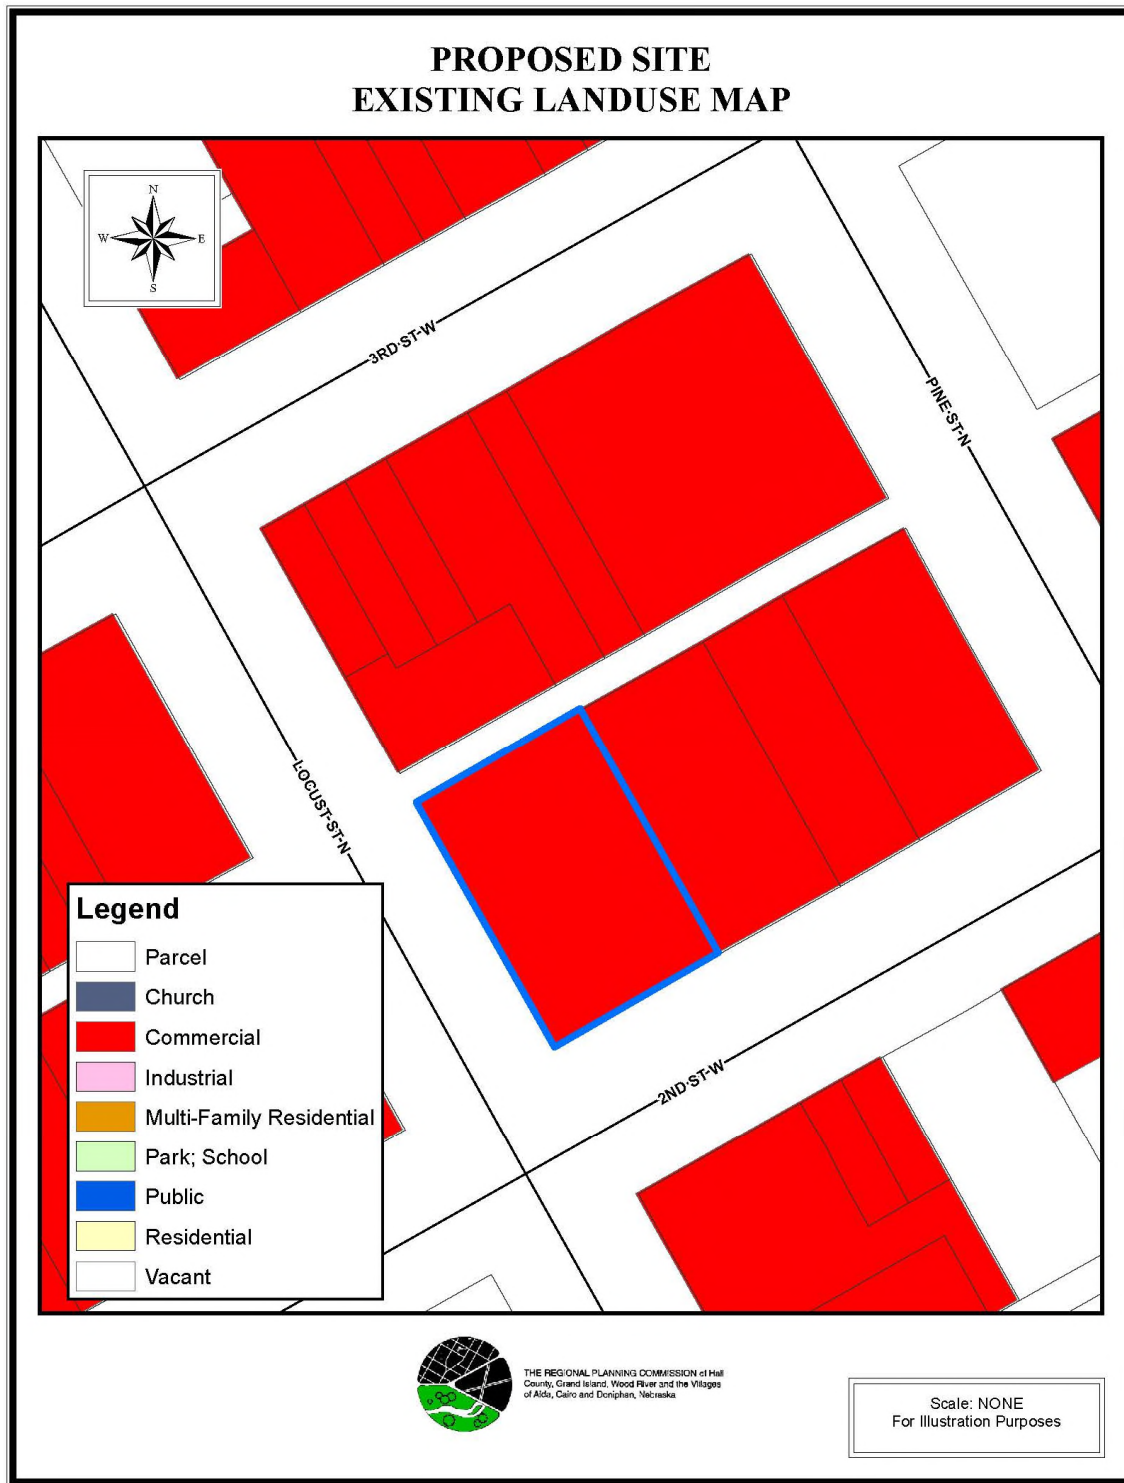 PROPOSED SITE
EXISTING LANDUSE MAP
N
W
E
S
3RD ST W
PINE ST N
LOCUST ST N
2ND ST W
Legend
Parcel
Church
Commercial
Industrial
Multi-Family Residential
Park; School
Public
Residential
Vacant
THE REGIONAL PLANNING COMMISSION of Hall
County, Grand Island, Wood River and the Villages
of Alda, Cairo and Doniphan, Nebraska
Scale: NONE
For Illustration Purposes